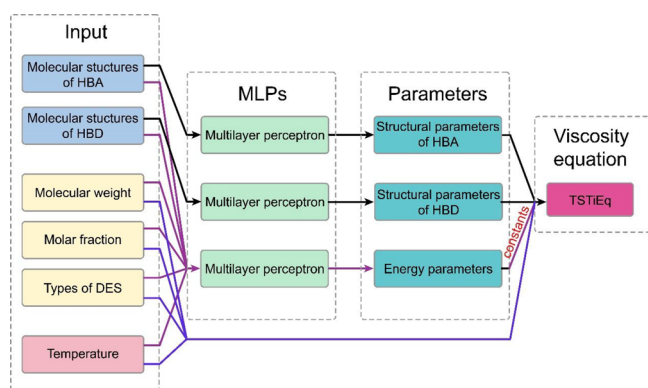 Input
Molecular stuctures
of HBA
Molecular stuctures
of HBD
Molecular weight
Molar fraction
Types of DES
Temperature
MLPs
Multilayer perceptron
Multilayer perceptron
Multilayer perceptron
Parameters
Structural parameters
of HBA
Structural parameters
of HBD
Energy parameters
constants
Viscosity
equation
TSTiEq